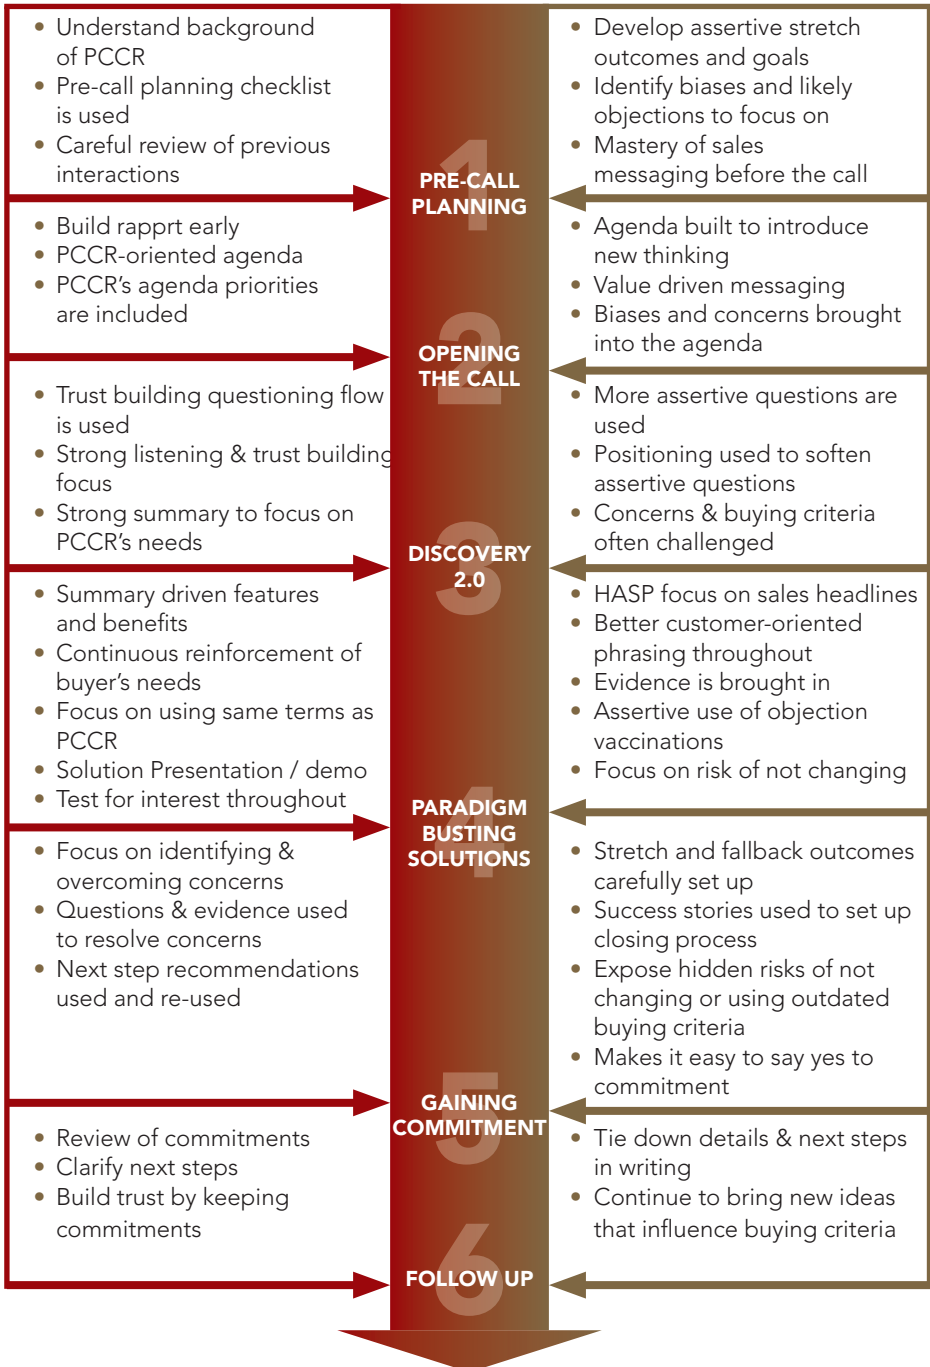 • Understand background
of PCCR
• Pre-call planning checklist
is used
• Careful review of previous
interactions
1
PRE-CALL
PLANNING
• Develop assertive stretch
outcomes and goals
• Identify biases and likely
objections to focus on
• Mastery of sales
messaging before the call
• Build rapprt early
• PCCR-oriented agenda
• PCCR's agenda priorities
are included
2
OPENING
THE CALL
• Agenda built to introduce
new thinking
• Value driven messaging
• Biases and concerns brought
into the agenda
• Trust building questioning flow
is used
• Strong listening & trust building
focus
• Strong summary to focus on
PCCR's needs
3
DISCOVERY
2.0
• More assertive questions are
used
• Positioning used to soften
assertive questions
• Concerns & buying criteria
often challenged
• Summary driven features
and benefits
• Continuous reinforcement of
buyer's needs
• Focus on using same terms as
PCCR
• Solution Presentation / demo
• Test for interest throughout
4
PARADIGM
BUSTING
SOLUTIONS
• HASP focus on sales headlines
• Better customer-oriented
phrasing throughout
• Evidence is brought in
• Assertive use of objection
vaccinations
• Focus on risk of not changing
• Focus on identifying &
overcoming concerns
• Questions & evidence used
to resolve concerns
• Next step recommendations
used and re-used
5
GAINING
COMMITMENT
• Stretch and fallback outcomes
carefully set up
• Success stories used to set up
closing process
• Expose hidden risks of not
changing or using outdated
buying criteria
• Makes it easy to say yes to
commitment
• Review of commitments
• Clarify next steps
• Build trust by keeping
commitments
6
FOLLOW UP
• Tie down details & next steps
in writing
• Continue to bring new ideas
that influence buying criteria